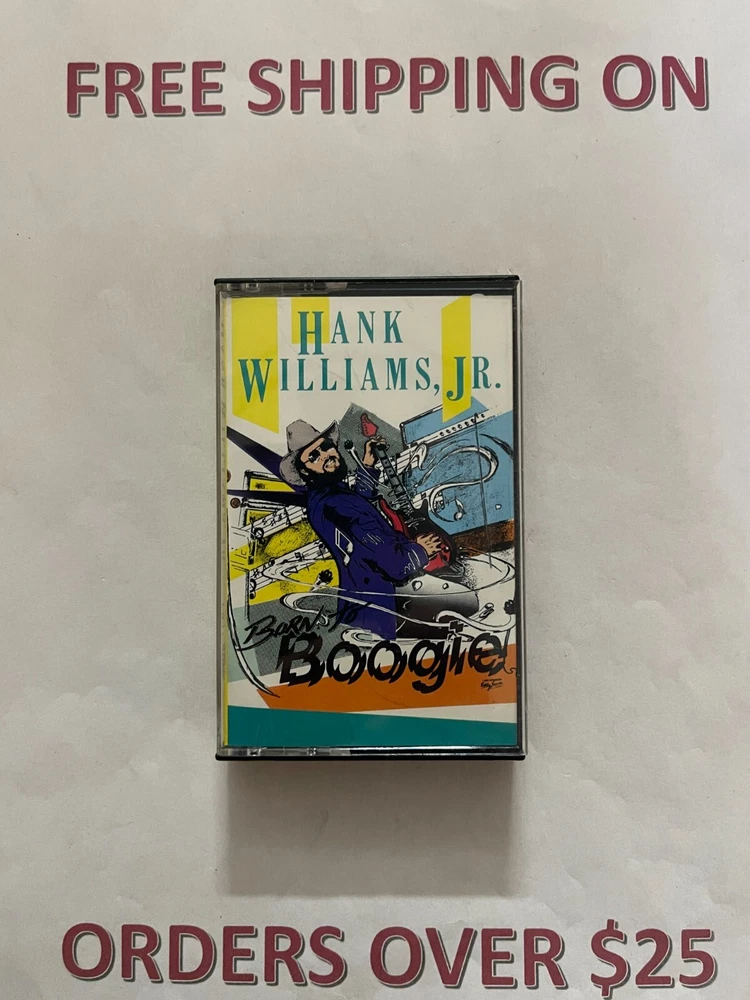 FREE SHIPPING ON
HANK
WILLIAMS, JR.
BORN TO
Boogie
ORDERS OVER $25